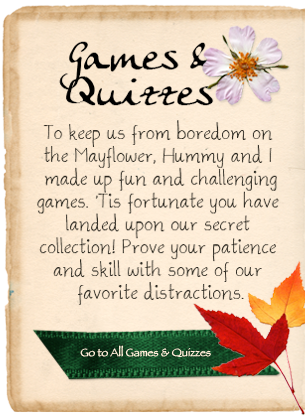 Games &
Quizzes
To keep us from boredom on
the Mayflower, Hummy and I
made up fun and challenging
games. 'Tis fortunate you have
landed upon our secret
collection! Prove your patience
and skill with some of our
favorite distractions.
Go to All Games & Quizzes